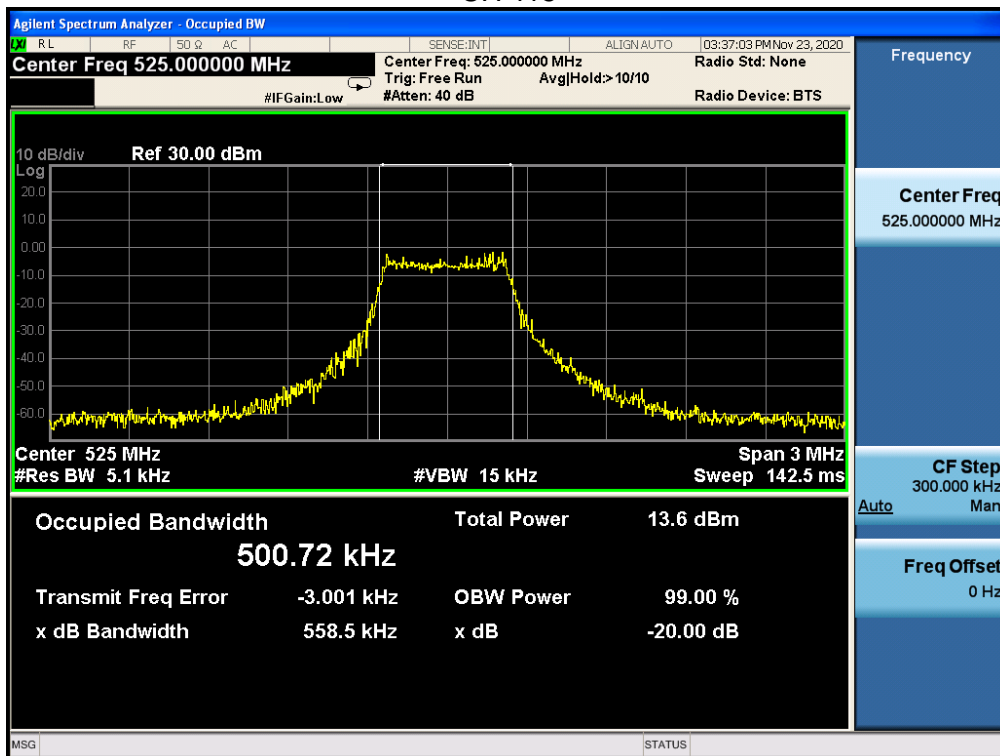 Agilent Spectrum Analyzer - Occupied BW
LXI RL RF 50 Ω AC SENSE:INT ALIGN AUTO 03:37:03 PM Nov 23, 2020
Center Freq 525.000000 MHz
Center Freq: 525.000000 MHz
Radio Std: None
Trig: Free Run Avg|Hold:> 10/10
#IFGain:Low
#Atten: 40 dB
Radio Device: BTS
10 dB/div Ref 30.00 dBm
Log
20.0
10.0
0.00
-10.0
-20.0
-30.0
-40.0
-50.0
-60.0
Center 525 MHz
Span 3 MHz
#Res BW 5.1 kHz
#VBW 15 kHz
Sweep 142.5 ms
Occupied Bandwidth
Total Power 13.6 dBm
500.72 kHz
Transmit Freq Error -3.001 kHz
OBW Power 99.00 %
x dB Bandwidth 558.5 kHz
x dB -20.00 dB
MSG
STATUS
Frequency
Center Freq
525.000000 MHz
CF Step
300.000 kHz
Auto Man
Freq Offset
0 Hz